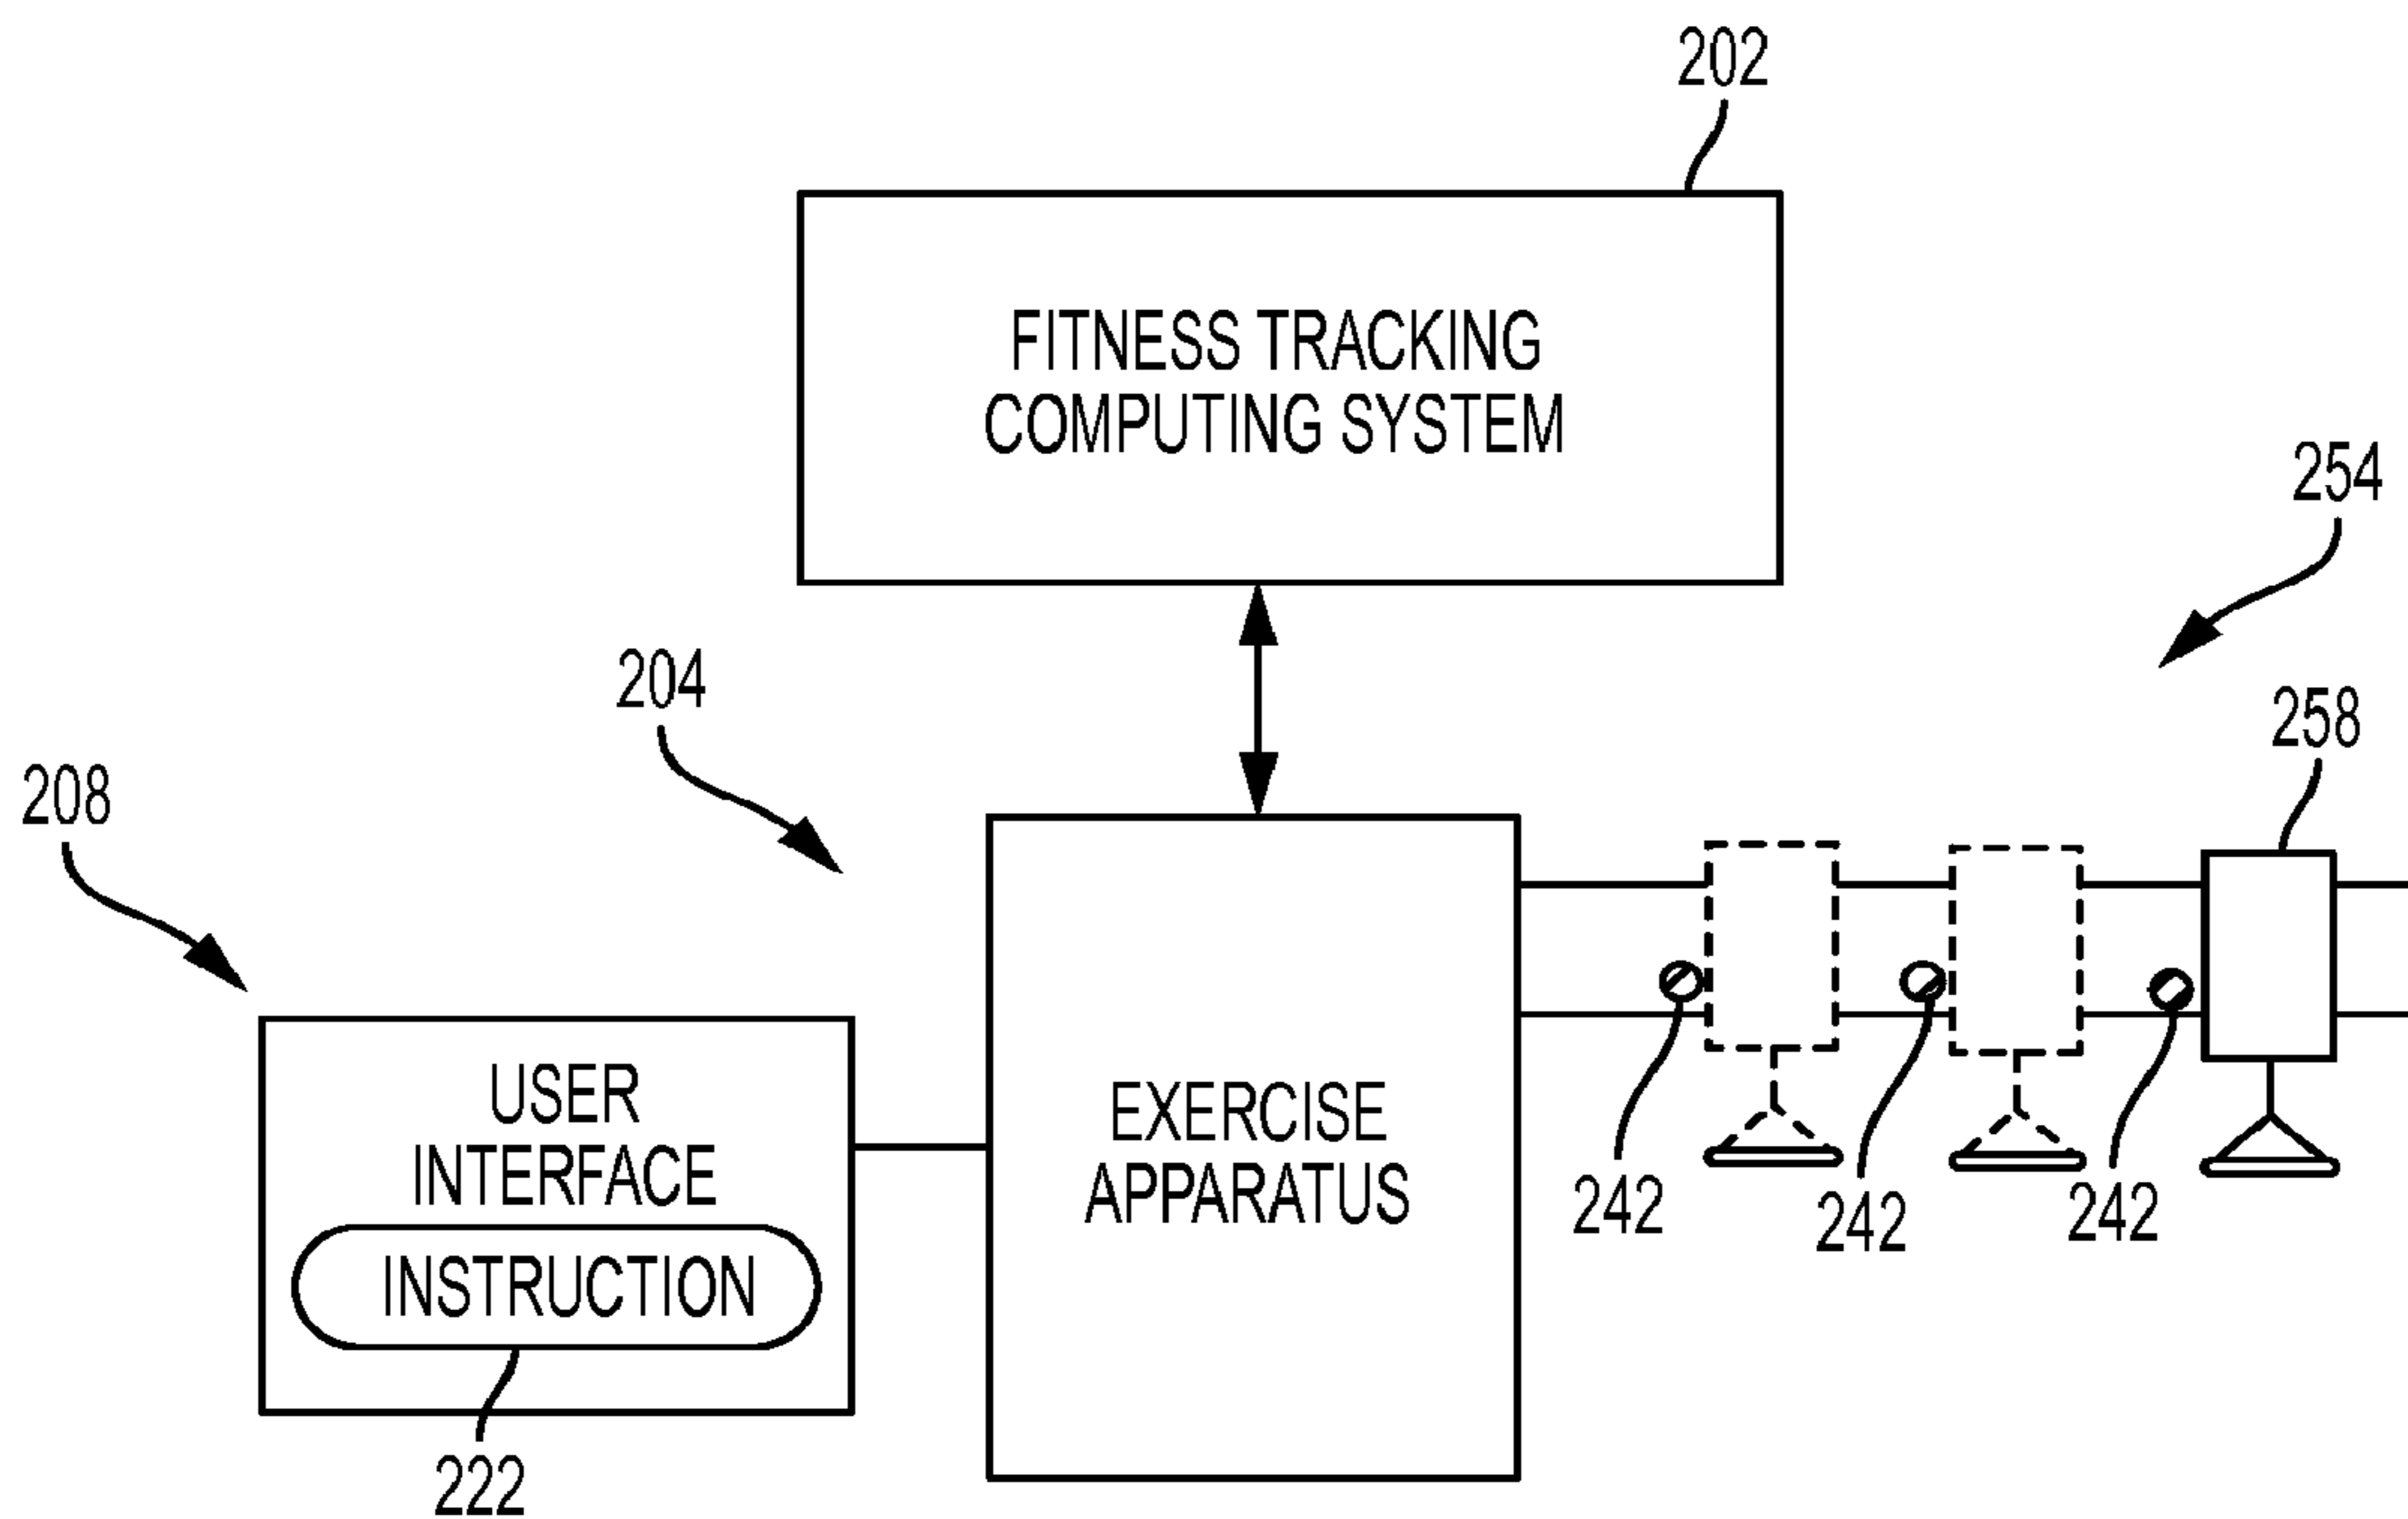 202
FITNESS TRACKING
COMPUTING SYSTEM
254
204
258
208
USER
INTERFACE
INSTRUCTION
EXERCISE
APPARATUS
242
242
242
222